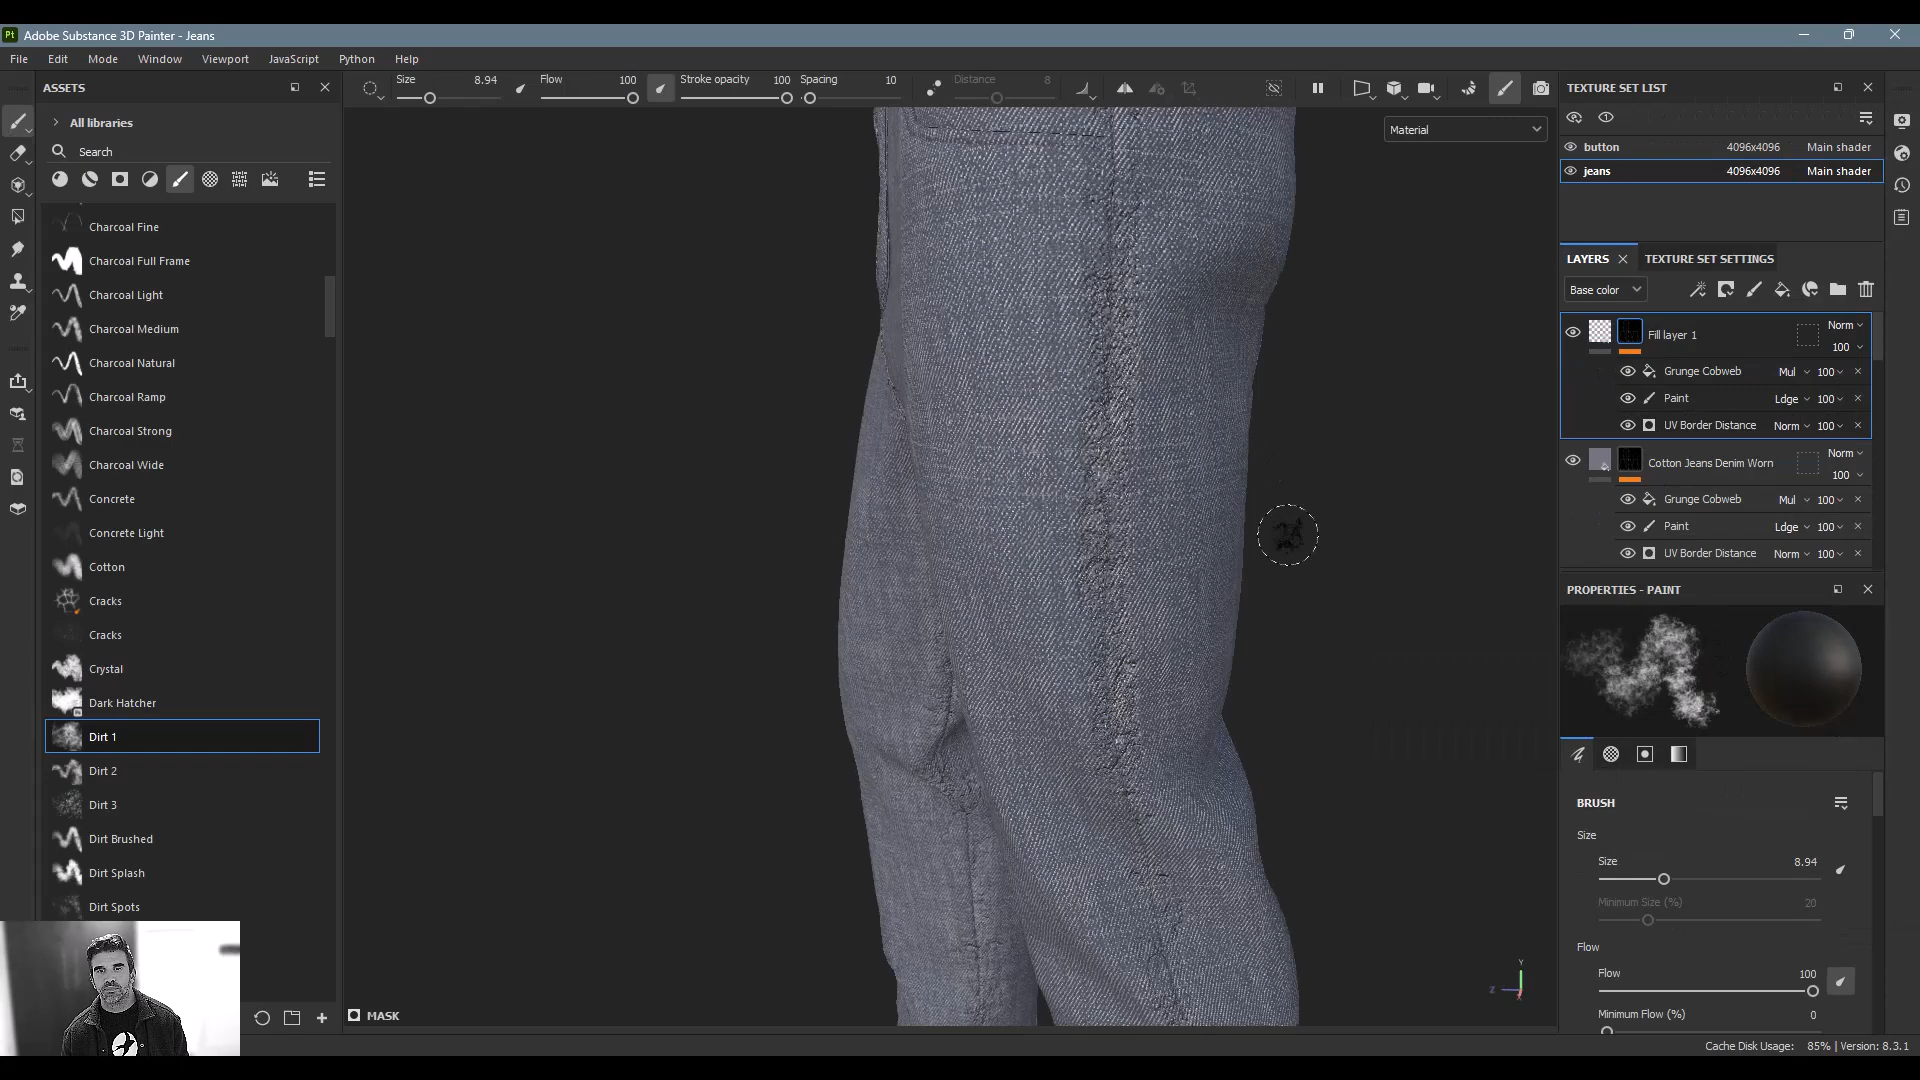 Pt Adobe Substance 3D Painter - Jeans
File Edit Mode Window Viewport JavaScript Python Help
ASSETS
All libraries
Search
Charcoal Fine
Charcoal Full Frame
Charcoal Light
Charcoal Medium
Charcoal Natural
Charcoal Ramp
Charcoal Strong
Charcoal Wide
Concrete
Concrete Light
Cotton
Cracks
Cracks
Crystal
Dark Hatcher
Dirt 1
Dirt 2
Dirt 3
Dirt Brushed
Dirt Splash
Dirt Spots
Size 8.94 Flow 100 Stroke opacity 100 Spacing 10 Distance 8
Material
MASK
Y
Z
X
TEXTURE SET LIST
button 4096x4096 Main shader
jeans 4096x4096 Main shader
LAYERS TEXTURE SET SETTINGS
Base color
Fill layer 1 Norm
100
Grunge Cobweb Mul 100
Paint Ldge 100
UV Border Distance Norm 100
Cotton Jeans Denim Worn Norm
100
Grunge Cobweb Mul 100
Paint Ldge 100
UV Border Distance Norm 100
PROPERTIES - PAINT
BRUSH
Size
Size 8.94
Minimum Size (%) 20
Flow
Flow 100
Minimum Flow (%) 0
Cache Disk Usage: 85% | Version: 8.3.1